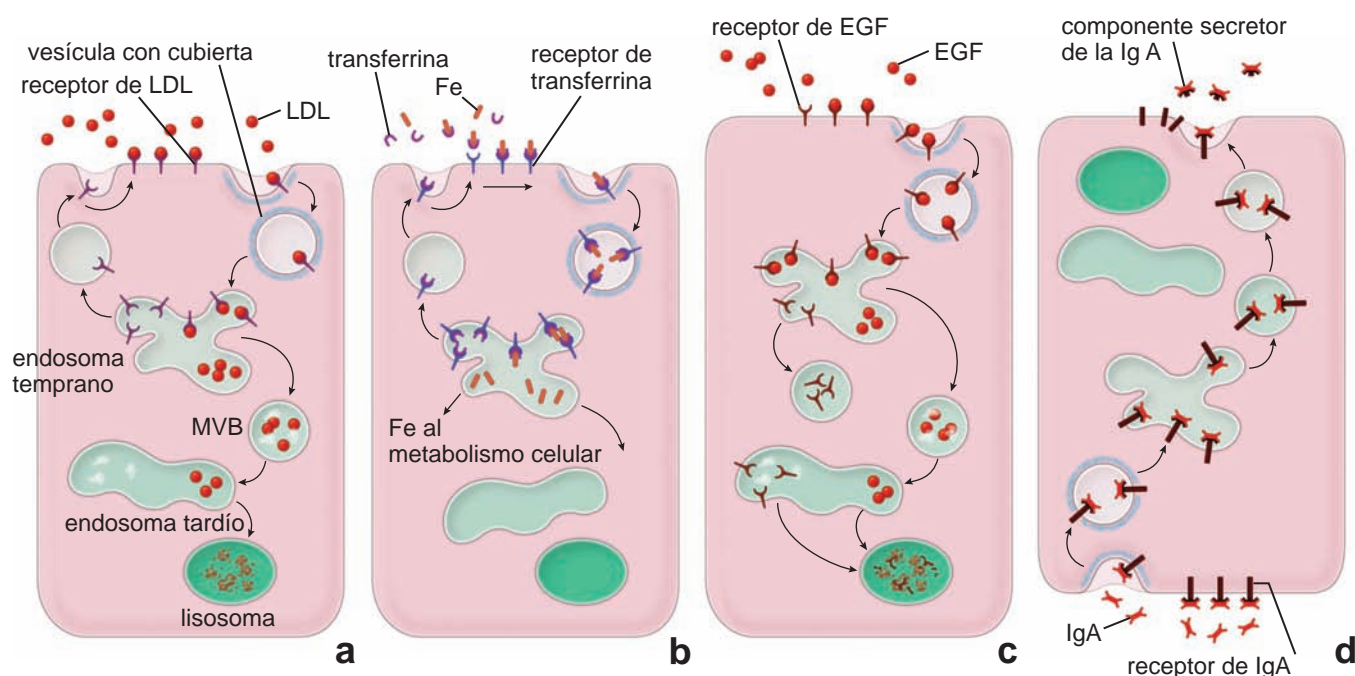 vesícula con cubierta
receptor de LDL
LDL
endosoma
temprano
MVB
endosoma tardío
lisosoma
a
transferrina
Fe
receptor de
transferrina
Fe al
metabolismo celular
b
receptor de EGF
EGF
c
componente secretor
de la Ig A
IgA
receptor de IgA
d